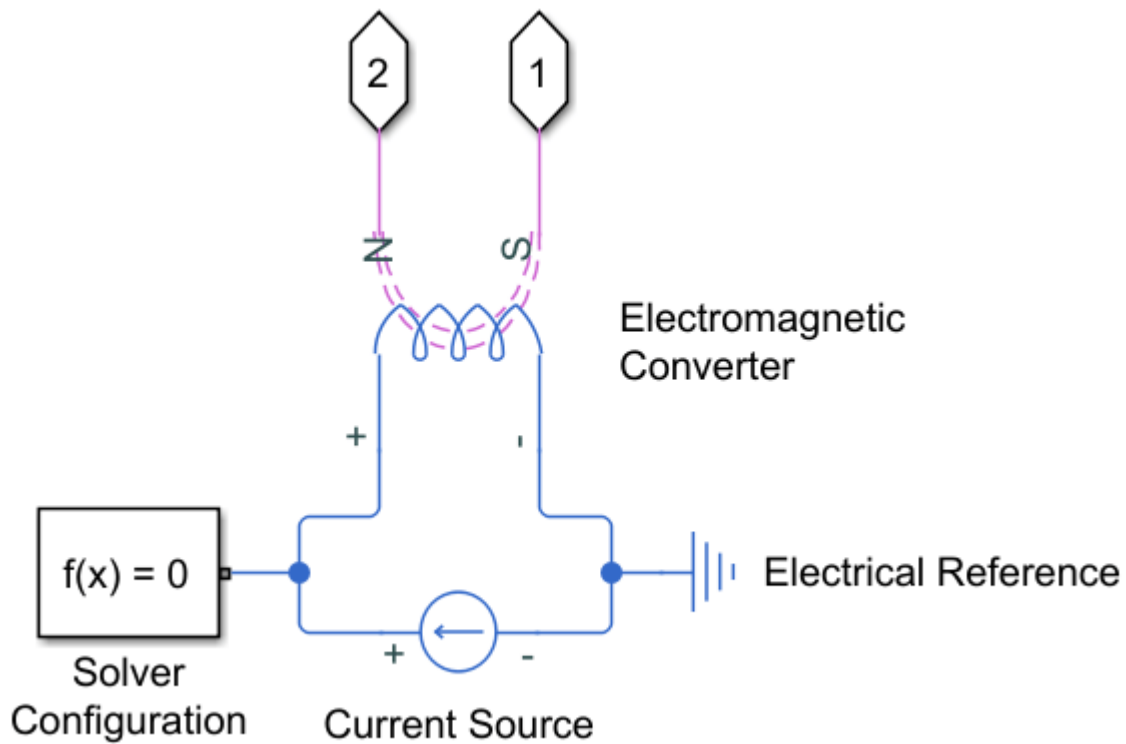 2
1
N
S
Electromagnetic
Converter
+
-
f(x) = 0
Electrical Reference
+
-
Solver
Configuration
Current Source